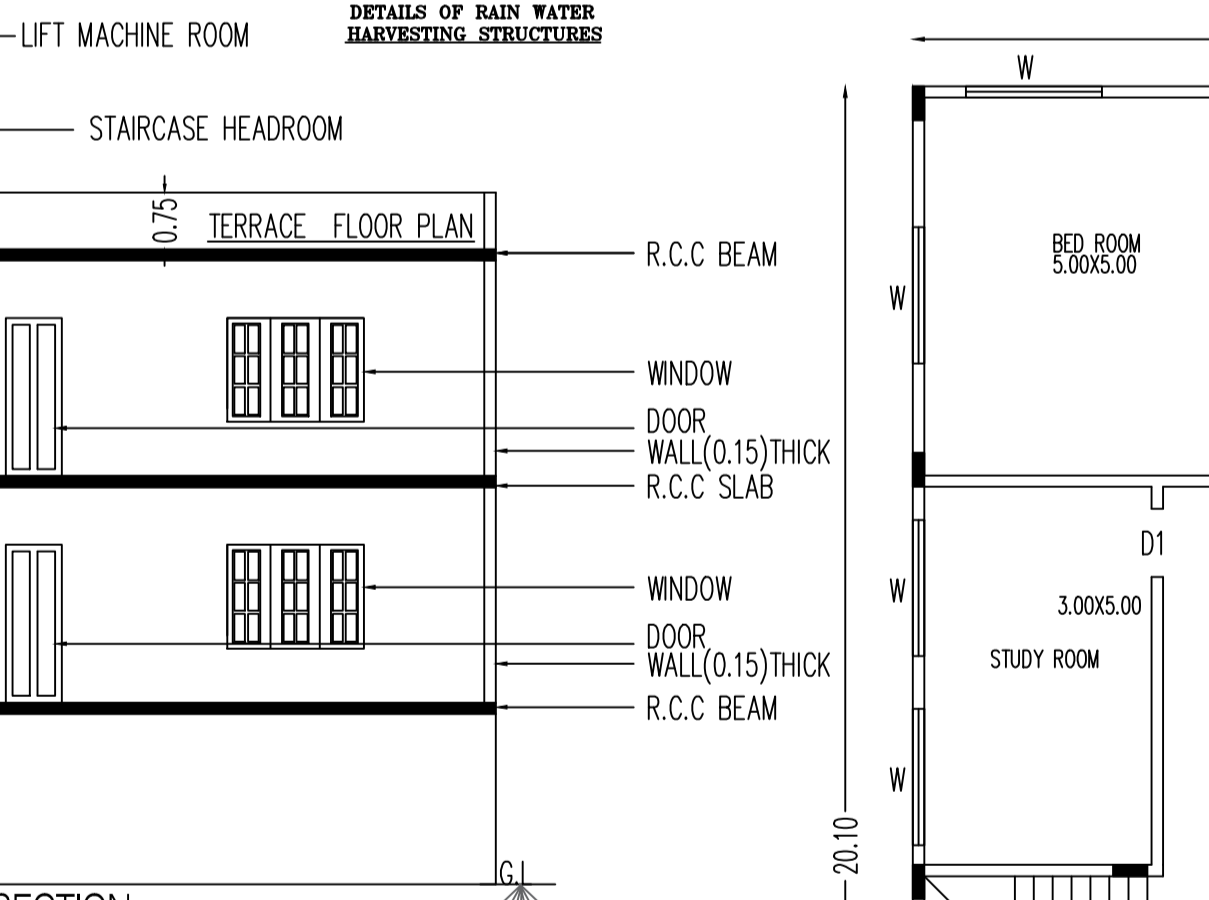 LIFT MACHINE ROOM
DETAILS OF RAIN WATER
HARVESTING STRUCTURES
STAIRCASE HEADROOM
0.75
TERRACE FLOOR PLAN
R.C.C BEAM
WINDOW
DOOR
WALL(0.15)THICK
R.C.C SLAB
WINDOW
DOOR
WALL(0.15)THICK
R.C.C BEAM
G.L
SECTION
20.10
W
W
BED ROOM
5.00X5.00
D1
W
3.00X5.00
STUDY ROOM
W